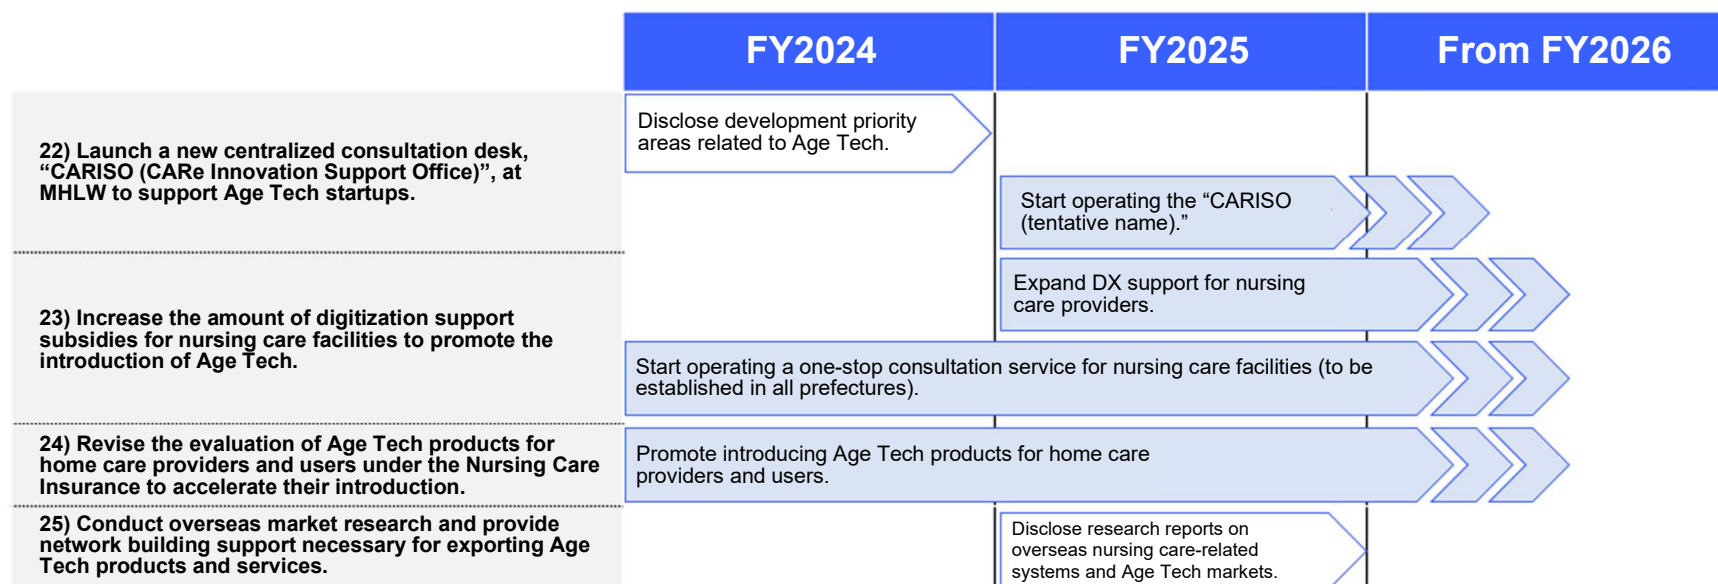 FY2024
FY2025
From FY2026
22) Launch a new centralized consultation desk,
“CARISO (CARe Innovation Support Office)”, at
MHLW to support Age Tech startups.
Disclose development priority
areas related to Age Tech.
Start operating the “CARISO
(tentative name).”
23) Increase the amount of digitization support
subsidies for nursing care facilities to promote the
introduction of Age Tech.
Expand DX support for nursing
care providers.
Start operating a one-stop consultation service for nursing care facilities (to be
established in all prefectures).
24) Revise the evaluation of Age Tech products for
home care providers and users under the Nursing Care
Insurance to accelerate their introduction.
Promote introducing Age Tech products for home care
providers and users.
25) Conduct overseas market research and provide
network building support necessary for exporting Age
Tech products and services.
Disclose research reports on
overseas nursing care-related
systems and Age Tech markets.